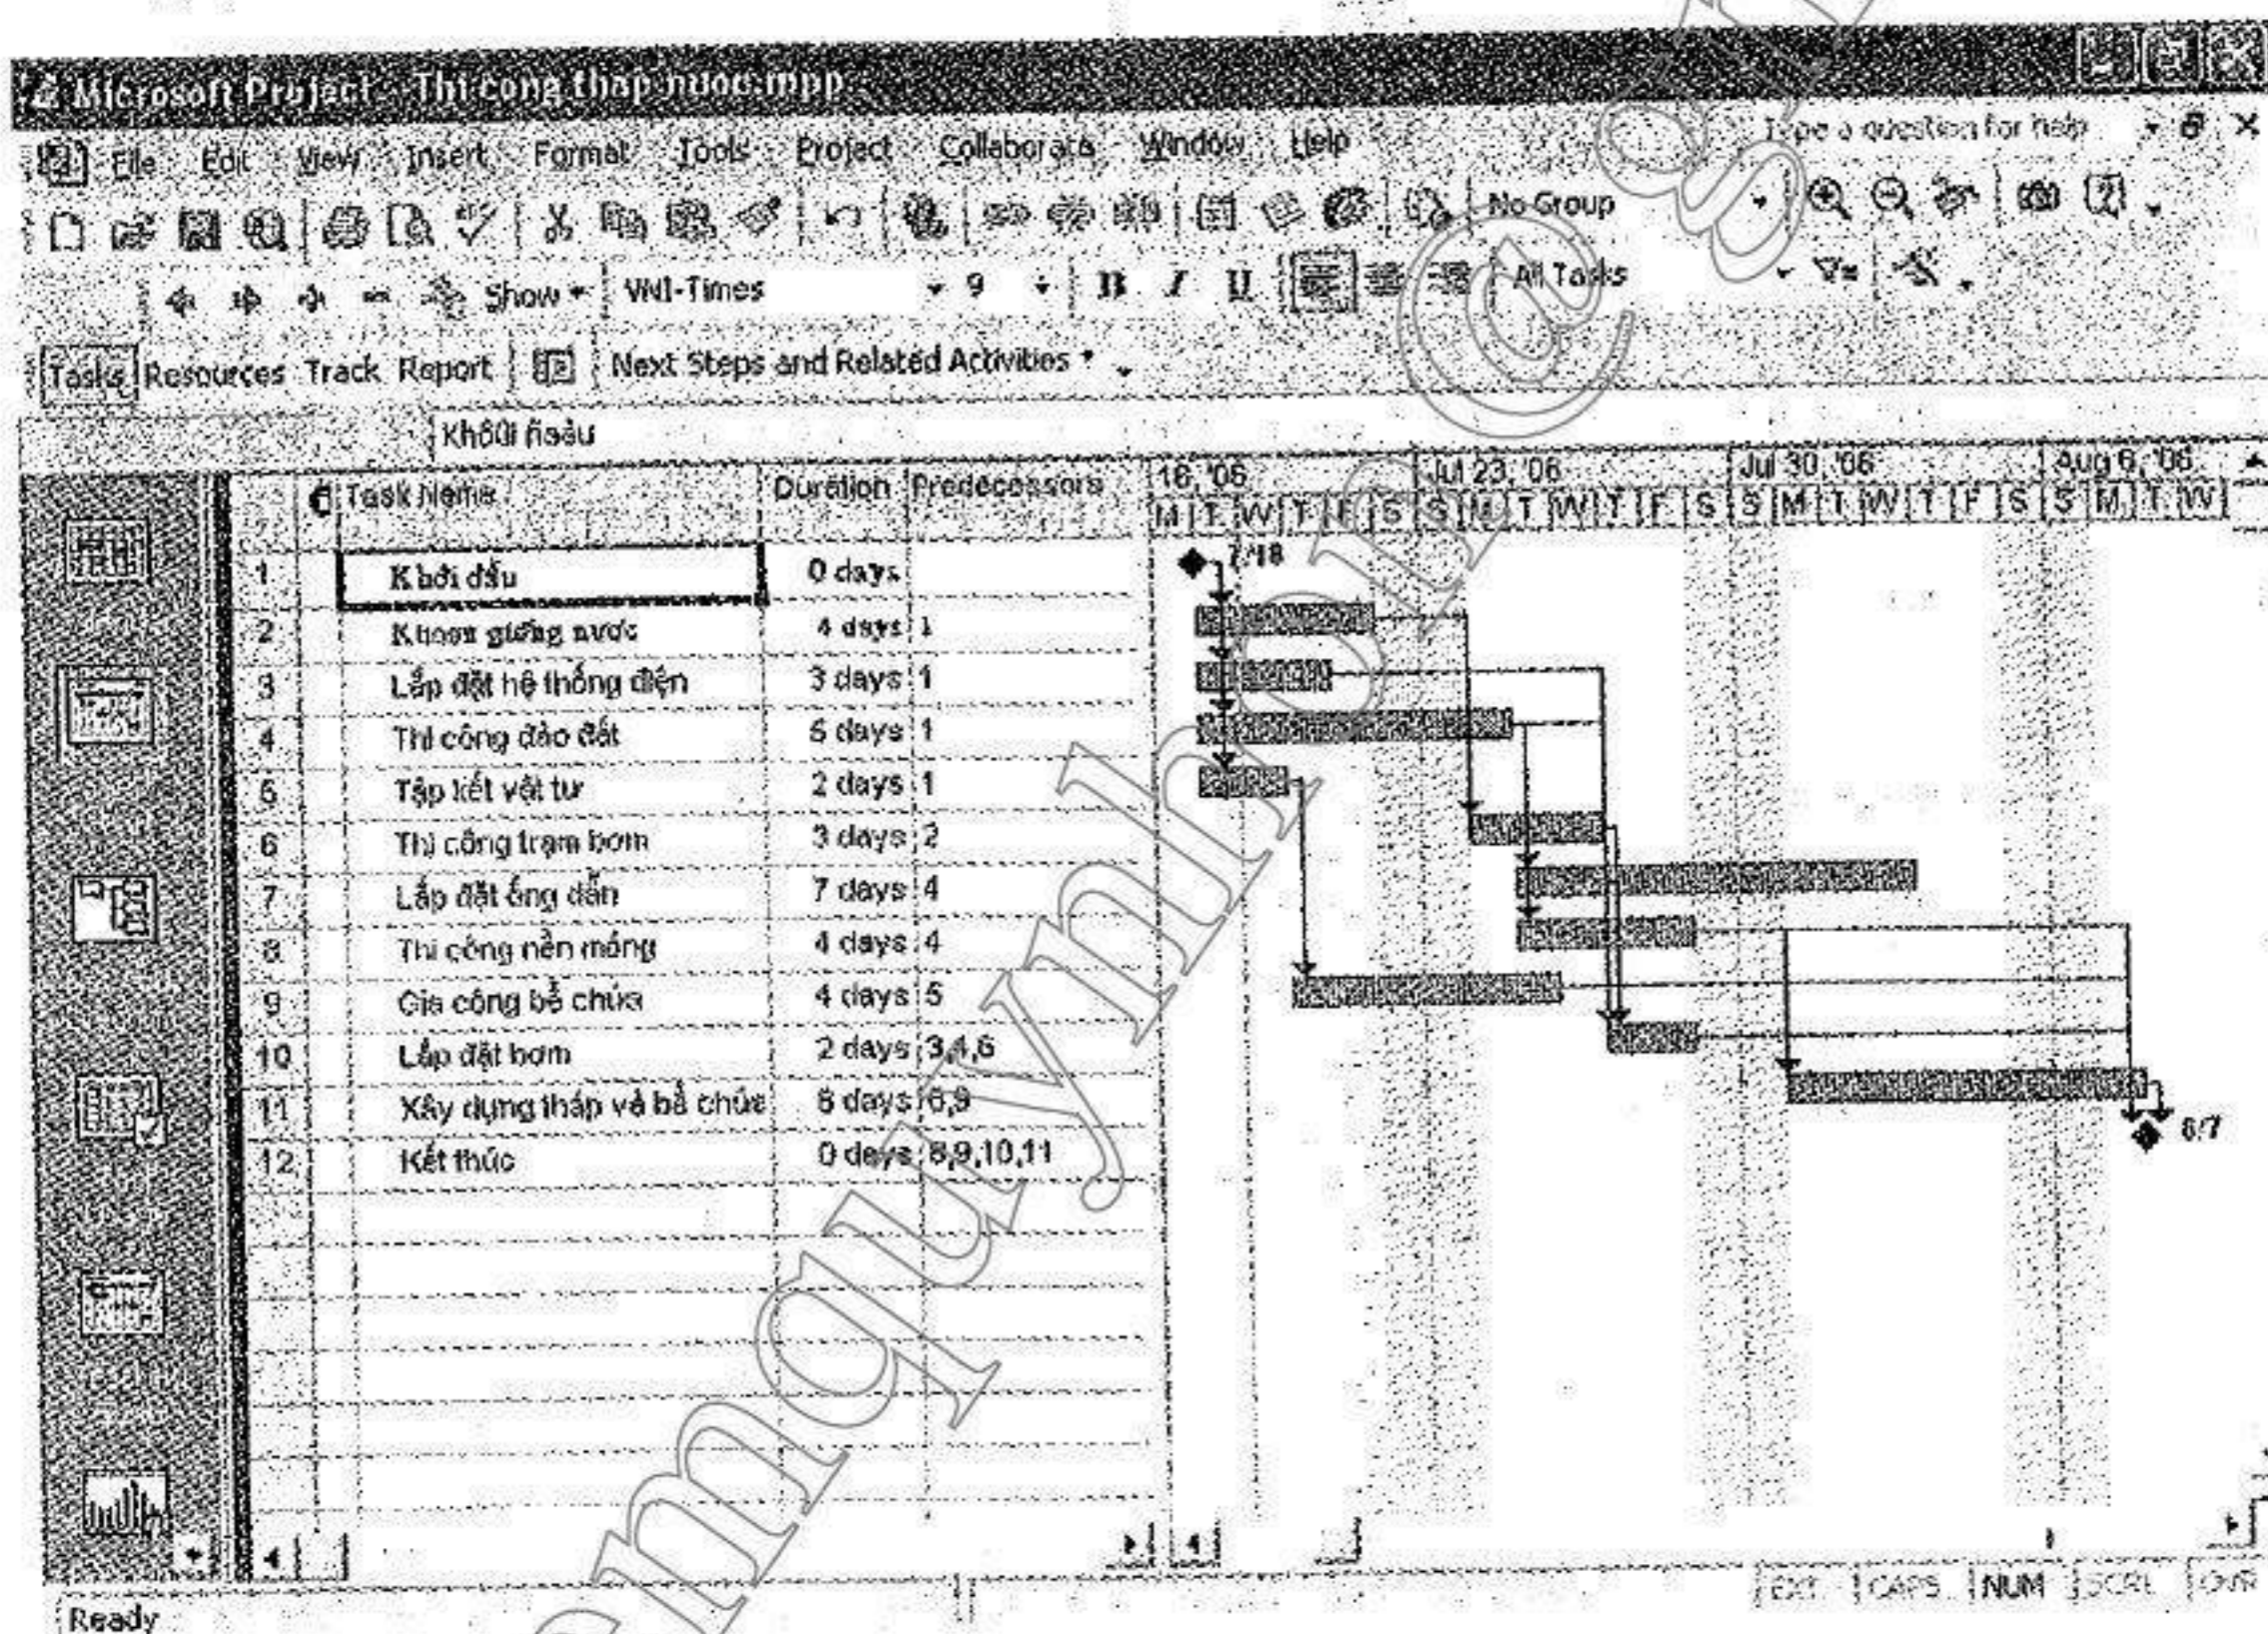 Microsoft Project - Thi cong thap nuoc.mpp
File Edit View Insert Format Tools Project Collaborate Window Help Type a question for help
No Group
Show VNI-Times 9 B I U All Tasks
Tasks Resources Track Report Next Steps and Related Activities
Khôûi ñaàu
Task Name Duration Predecessors 16, '06 Jul 23, '06 Jul 30, '06 Aug 6, '06
M T W T F S S M T W T F S S M T W T F S S M T W
1 Khởi đầu 0 days 7/18
2 Khoan giếng nước 4 days 1
3 Lắp đặt hệ thống điện 3 days 1
4 Thi công đào đất 5 days 1
5 Tập kết vật tư 2 days 1
6 Thi công trạm bơm 3 days 2
7 Lắp đặt ống dẫn 7 days 4
8 Thi công nền móng 4 days 4
9 Gia công bể chứa 4 days 5
10 Lắp đặt bơm 2 days 3,4,6
11 Xây dựng tháp và bể chứa 6 days 8,9
12 Kết thúc 0 days 8,9,10,11 8/7
Ready EXT CAPS NUM SCRL OVR